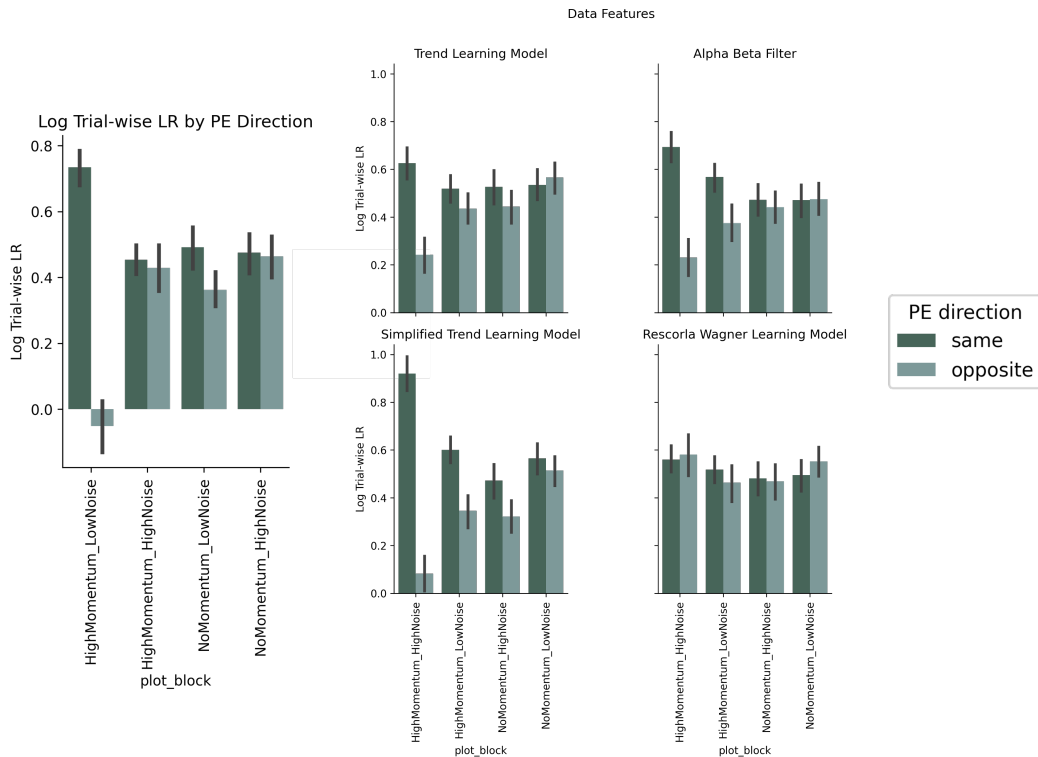 Data Features
Log Trial-wise LR by PE Direction
Log Trial-wise LR
0.8
0.6
0.4
0.2
0.0
HighMomentum_LowNoise
HighMomentum_HighNoise
NoMomentum_LowNoise
NoMomentum_HighNoise
plot_block
Trend Learning Model
Log Trial-wise LR
1.0
0.8
0.6
0.4
0.2
0.0
Alpha Beta Filter
Simplified Trend Learning Model
Log Trial-wise LR
1.0
0.8
0.6
0.4
0.2
0.0
HighMomentum_HighNoise
HighMomentum_LowNoise
NoMomentum_HighNoise
NoMomentum_LowNoise
plot_block
Rescorla Wagner Learning Model
HighMomentum_HighNoise
HighMomentum_LowNoise
NoMomentum_HighNoise
NoMomentum_LowNoise
plot_block
PE direction
same
opposite